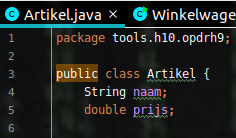 Artikel.java × Winkelwage
1 package tools.h10.opdrh9;
2
3 public class Artikel {
4 String naam;
5 double prijs;
6